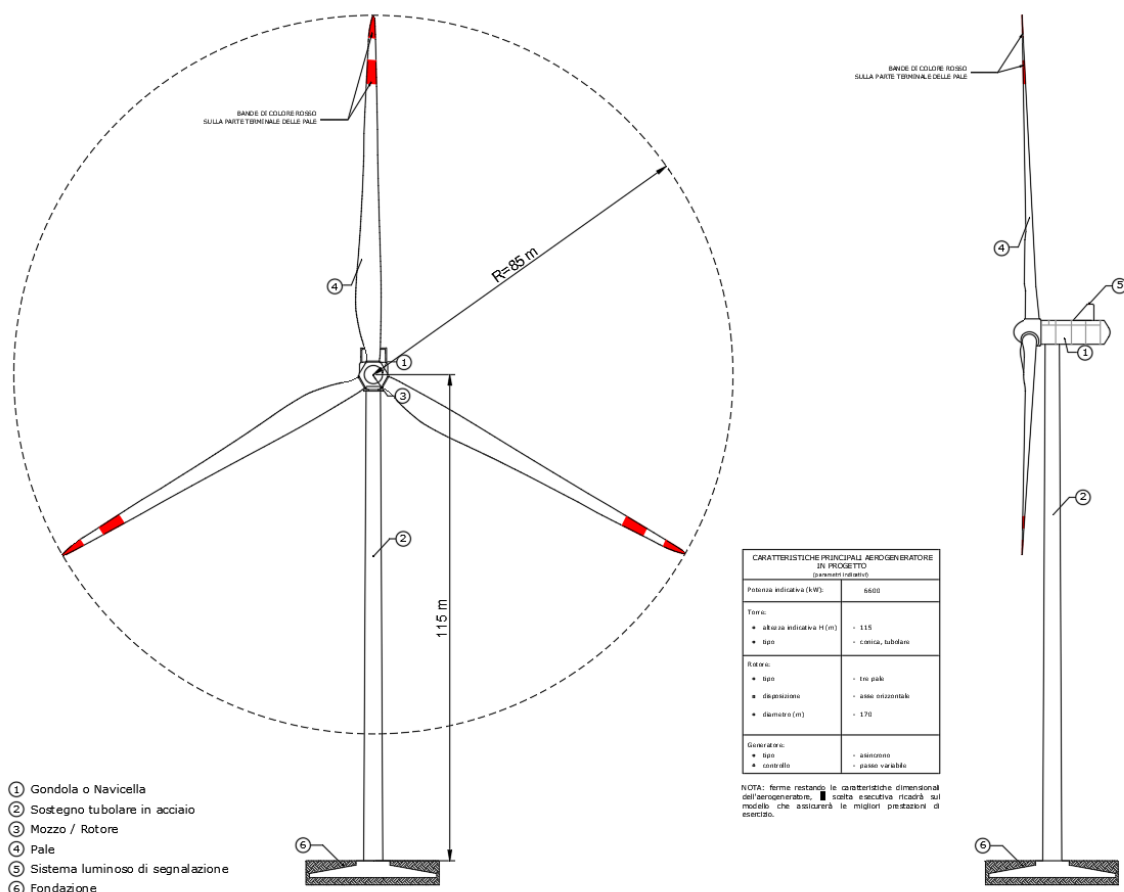 BANDE DI COLORE ROSSO
SULLA PARTE TERMINALE DELLE PALE
R=85 m
4
1
3
2
115 m
6
1 Gondola o Navicella
2 Sostegno tubolare in acciaio
3 Mozzo / Rotore
4 Pale
5 Sistema luminoso di segnalazione
6 Fondazione
CARATTERISTICHE PRINCIPALI AEROGENERATORE
IN PROGETTO
(parametri indicativi)
Potenza indicativa (kW): 6600
Torre:
• altezza indicativa H (m) - 115
• tipo - conica, tubolare
Rotore:
• tipo - tre pale
• disposizione - asse orizzontale
• diametro (m) - 170
Generatore:
• tipo - asincrono
• controllo - passo variabile
NOTA: ferme restando le caratteristiche dimensionali
dell'aerogeneratore, scelta esecutiva ricadrà sul
modello che assicurerà le migliori prestazioni di
esercizio.
BANDE DI COLORE ROSSO
SULLA PARTE TERMINALE DELLE PALE
4
5
1
2
6